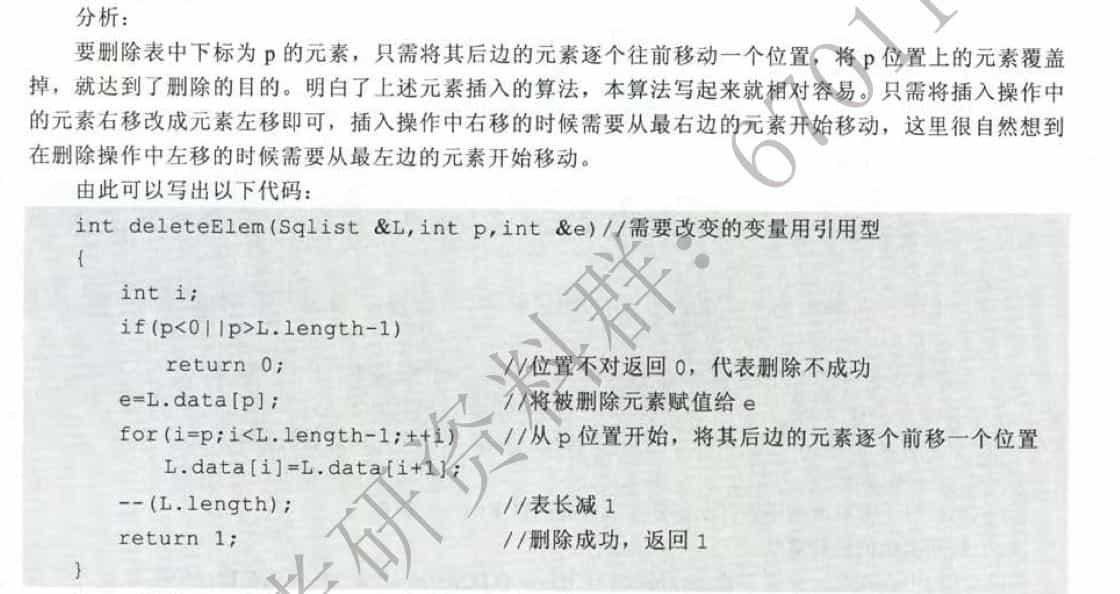 分析：
要删除表中下标为 p 的元素，只需将其后边的元素逐个往前移动一个位置，将 p 位置上的元素覆盖
掉，就达到了删除的目的。明白了上述元素插入的算法，本算法写起来就相对容易。只需将插入操作中
的元素右移改成元素左移即可，插入操作中右移的时候需要从最右边的元素开始移动，这里很自然想到
在删除操作中左移的时候需要从最左边的元素开始移动。
由此可以写出以下代码：
int deleteElem(Sqlist &L,int p,int &e)//需要改变的变量用引用型
{
int i;
if(p<0||p>L.length-1)
return 0; //位置不对返回 0，代表删除不成功
e=L.data[p]; //将被删除元素赋值给 e
for(i=p;i<L.length-1;++i) //从 p 位置开始，将其后边的元素逐个前移一个位置
L.data[i]=L.data[i+1];
--(L.length); //表长减 1
return 1; //删除成功，返回 1
}
考研资料群：67011